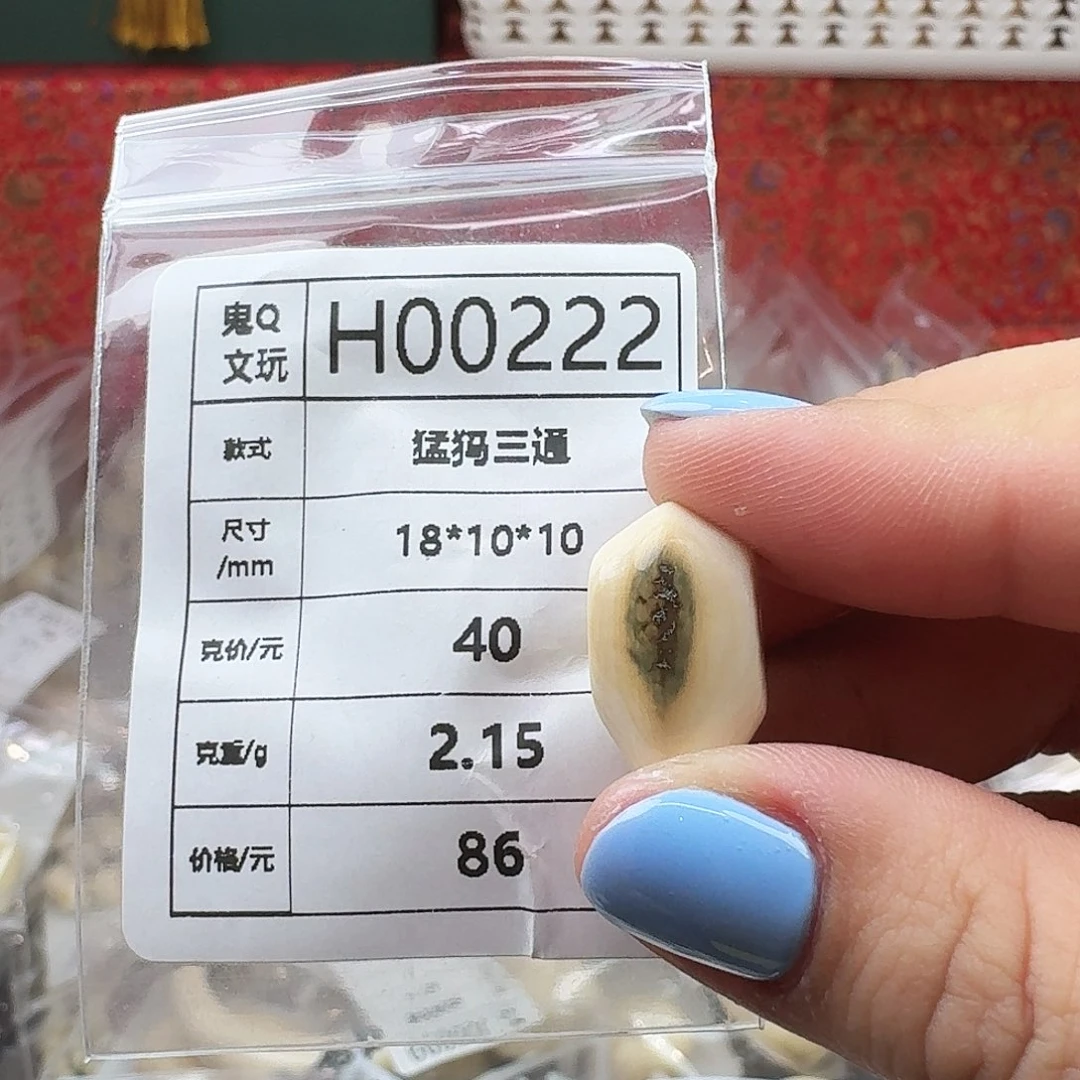 鬼Q
文玩
H00222
款式
猛犸三通
尺寸
/mm
18*10*10
克价/元
40
克重/g
2.15
价格/元
86